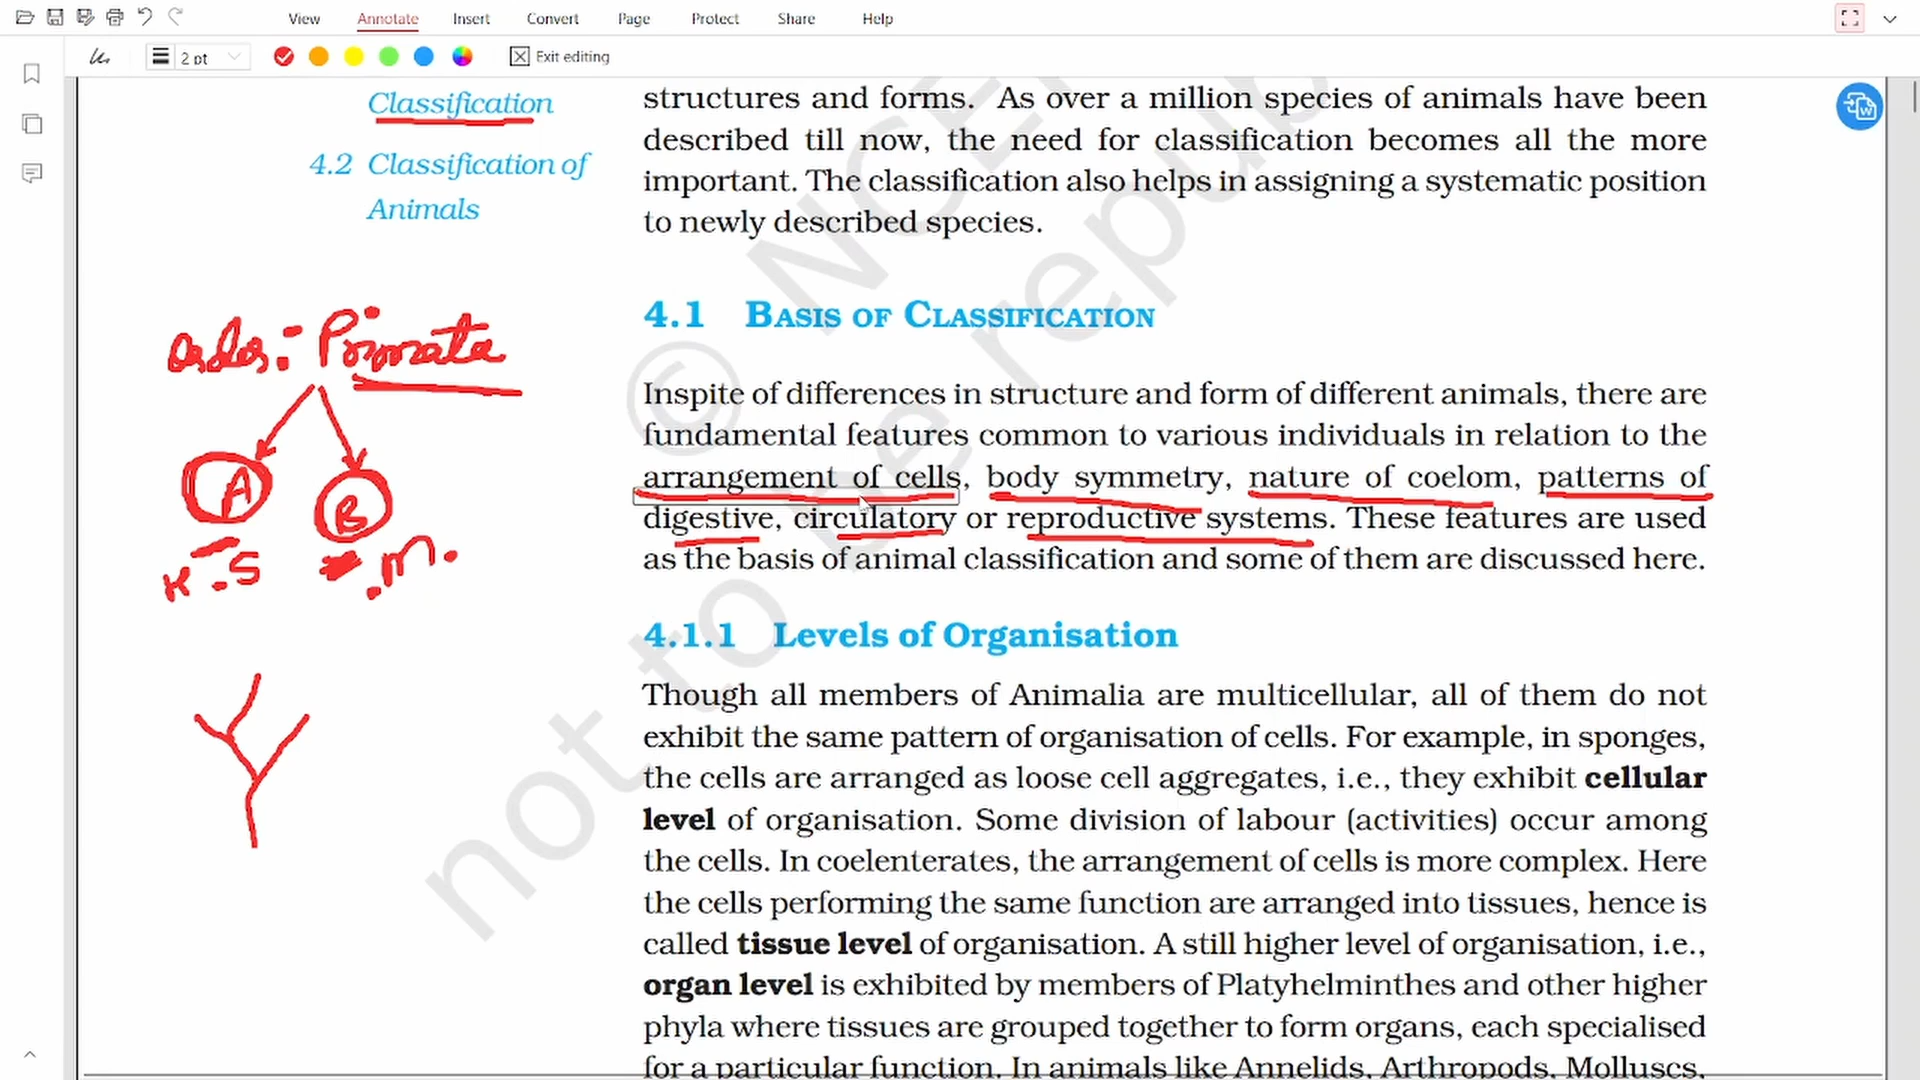 View Annotate Insert Convert Page Protect Share Help
2 pt Exit editing
Classification
4.2 Classification of
Animals
structures and forms. As over a million species of animals have been
described till now, the need for classification becomes all the more
important. The classification also helps in assigning a systematic position
to newly described species.
4.1 BASIS OF CLASSIFICATION
Inspite of differences in structure and form of different animals, there are
fundamental features common to various individuals in relation to the
arrangement of cells, body symmetry, nature of coelom, patterns of
digestive, circulatory or reproductive systems. These features are used
as the basis of animal classification and some of them are discussed here.
4.1.1 Levels of Organisation
Though all members of Animalia are multicellular, all of them do not
exhibit the same pattern of organisation of cells. For example, in sponges,
the cells are arranged as loose cell aggregates, i.e., they exhibit cellular
level of organisation. Some division of labour (activities) occur among
the cells. In coelenterates, the arrangement of cells is more complex. Here
the cells performing the same function are arranged into tissues, hence is
called tissue level of organisation. A still higher level of organisation, i.e.,
organ level is exhibited by members of Platyhelminthes and other higher
phyla where tissues are grouped together to form organs, each specialised
for a particular function. In animals like Annelids, Arthropods, Molluscs,
Order:- Primata
A B
K.S .M.
not to be republ